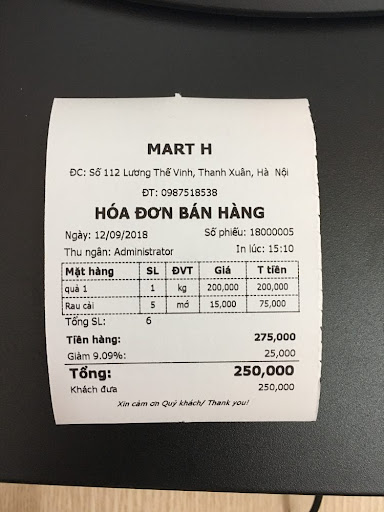 MART H
ĐC: Số 112 Lương Thế Vinh, Thanh Xuân, Hà Nội
ĐT: 0987518538
HÓA ĐƠN BÁN HÀNG
Ngày: 12/09/2018 Số phiếu: 18000005
Thu ngân: Administrator In lúc: 15:10
Mặt hàng SL ĐVT Giá T tiền
quả 1 1 kg 200,000 200,000
Rau cải 5 mớ 15,000 75,000
Tổng SL: 6
Tiền hàng: 275,000
Giảm 9.09%: 25,000
Tổng: 250,000
Khách đưa 250,000
Xin cảm ơn Quý khách/ Thank you!